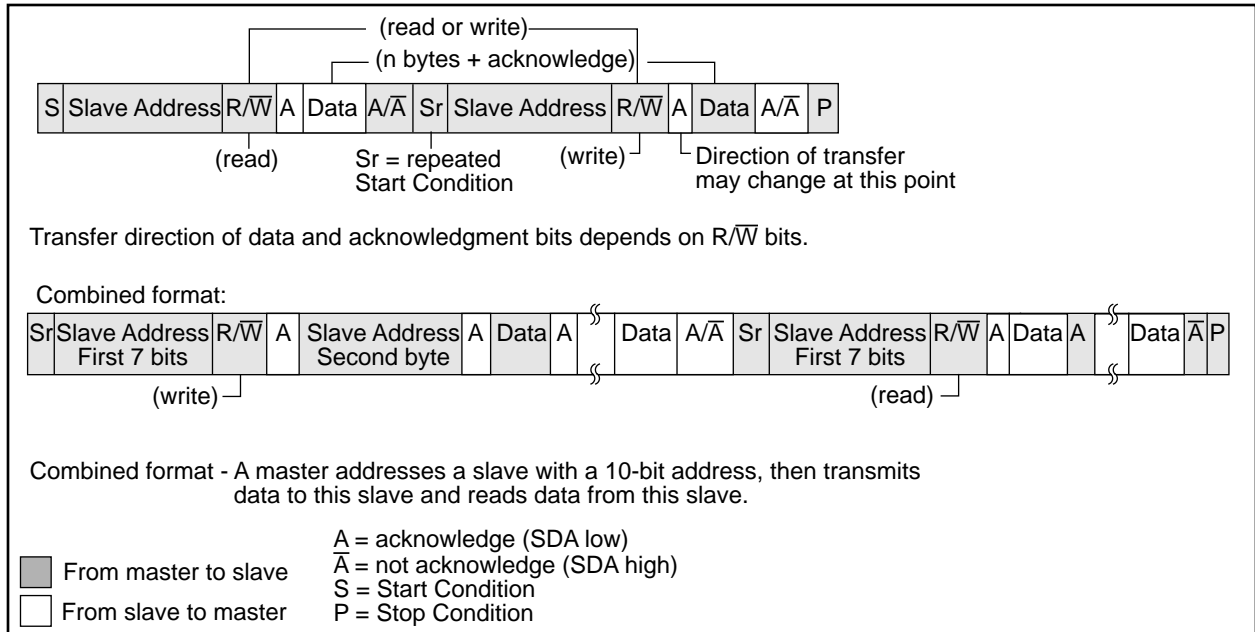 (read or write)
(n bytes + acknowledge)
S Slave Address R/W̅ A Data A/A̅ Sr Slave Address R/W̅ A Data A/A̅ P
(read) Sr = repeated Start Condition (write) Direction of transfer may change at this point
Transfer direction of data and acknowledgment bits depends on R/W̅ bits.
Combined format:
Sr Slave Address First 7 bits R/W̅ A Slave Address Second byte A Data A Data A/A̅ Sr Slave Address First 7 bits R/W̅ A Data A Data A̅ P
(write) (read)
Combined format - A master addresses a slave with a 10-bit address, then transmits
data to this slave and reads data from this slave.
From master to slave
From slave to master
A = acknowledge (SDA low)
A̅ = not acknowledge (SDA high)
S = Start Condition
P = Stop Condition